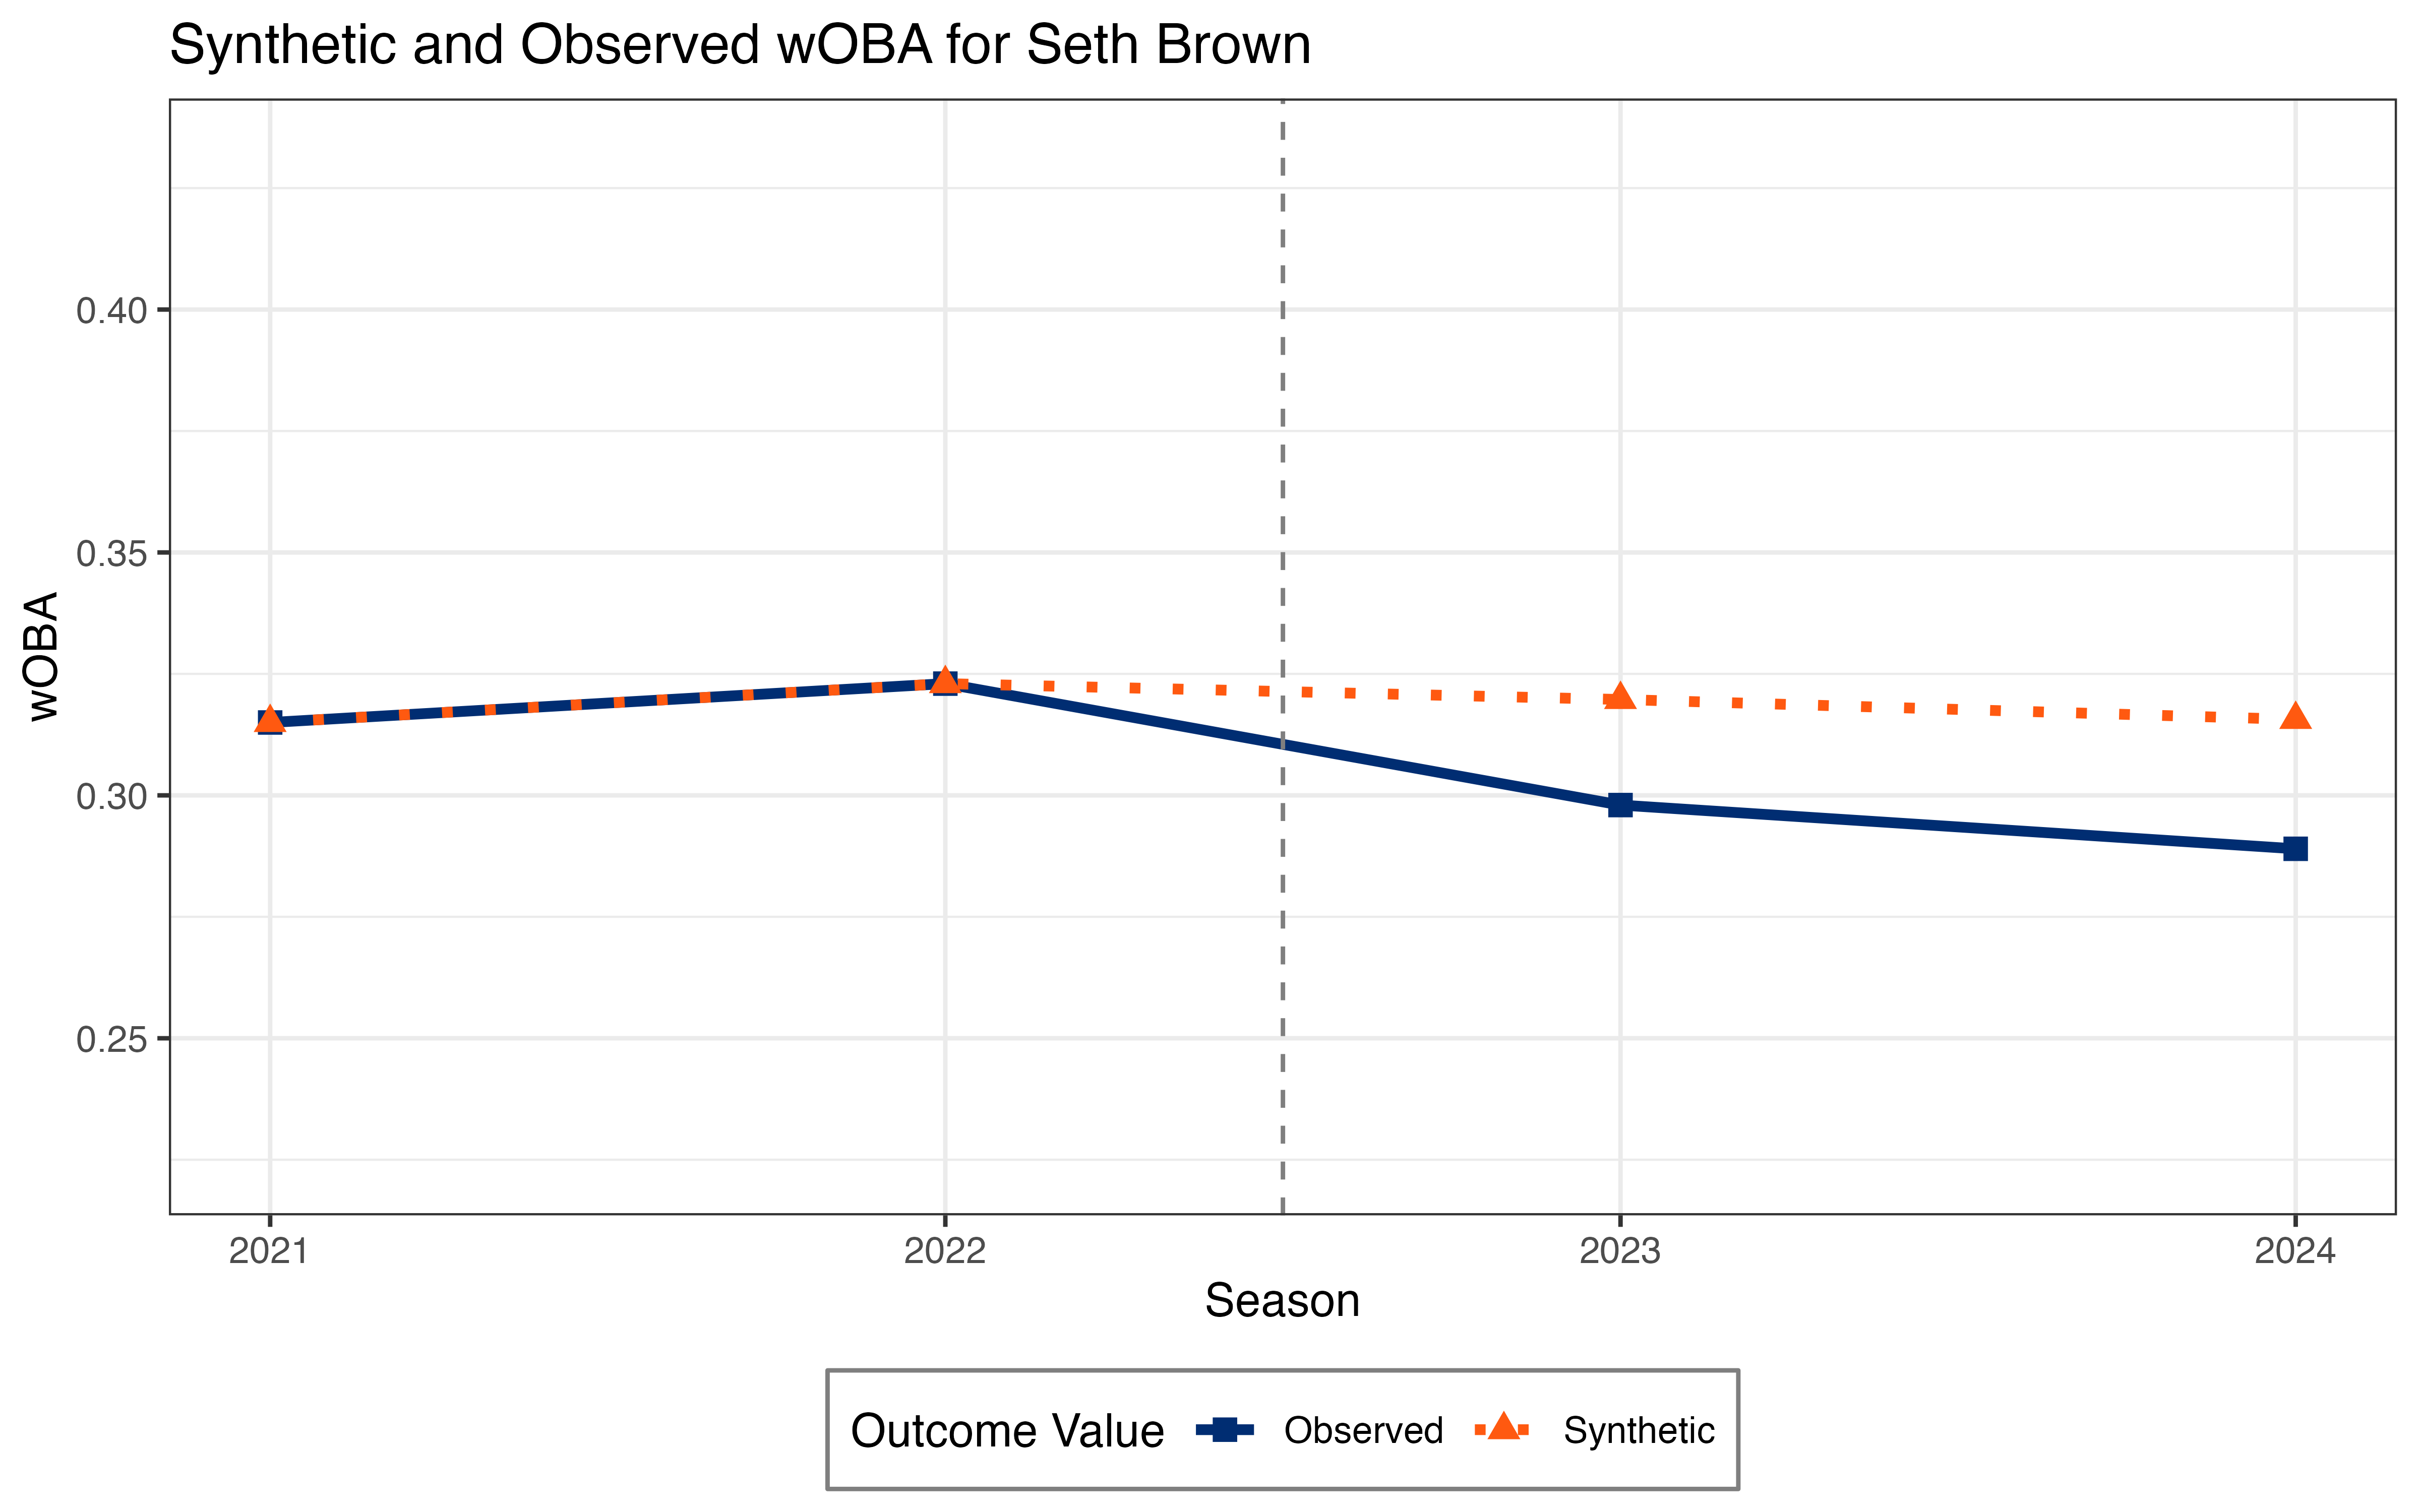 Synthetic and Observed wOBA for Seth Brown
wOBA
0.40
0.35
0.30
0.25
2021 2022 2023 2024
Season
Outcome Value Observed Synthetic